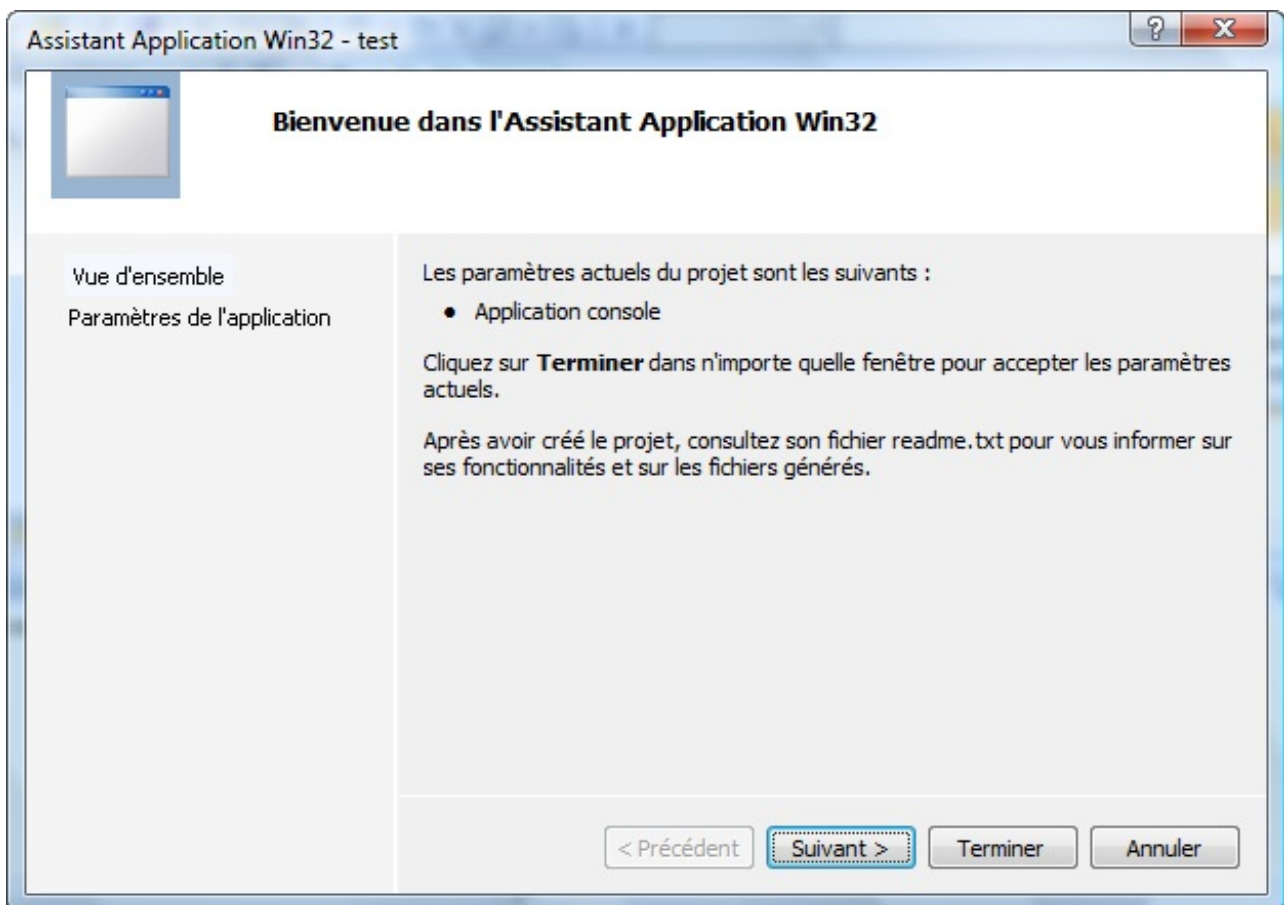 Assistant Application Win32 - test
Bienvenue dans l'Assistant Application Win32
Vue d'ensemble
Paramètres de l'application
Les paramètres actuels du projet sont les suivants :
• Application console
Cliquez sur Terminer dans n'importe quelle fenêtre pour accepter les paramètres
actuels.
Après avoir créé le projet, consultez son fichier readme.txt pour vous informer sur
ses fonctionnalités et sur les fichiers générés.
< Précédent Suivant > Terminer Annuler